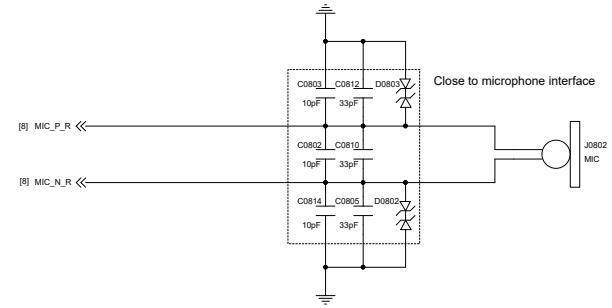 C0803 C0812 D0803
Close to microphone interface
10pF 33pF
[8] MIC_P_R
C0802 C0810
J0802
MIC
10pF 33pF
[8] MIC_N_R
C0814 C0805 D0802
10pF 33pF